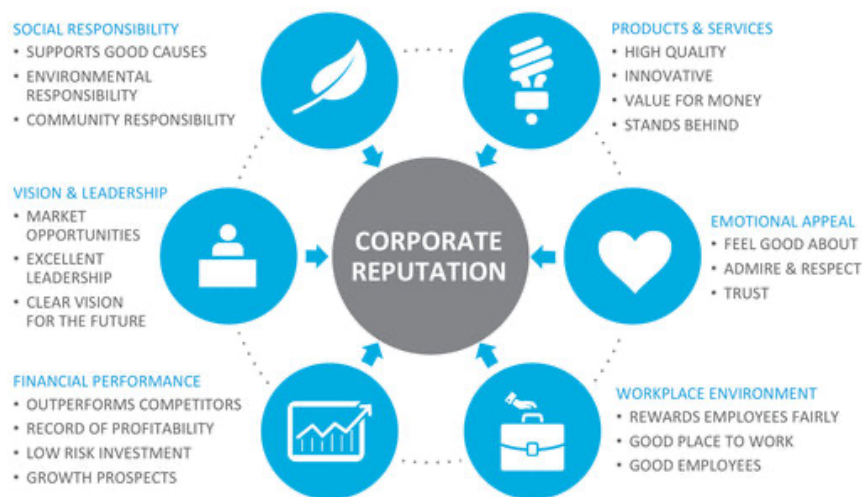 SOCIAL RESPONSIBILITY
• SUPPORTS GOOD CAUSES
• ENVIRONMENTAL
RESPONSIBILITY
• COMMUNITY RESPONSIBILITY
PRODUCTS & SERVICES
• HIGH QUALITY
• INNOVATIVE
• VALUE FOR MONEY
• STANDS BEHIND
VISION & LEADERSHIP
• MARKET
OPPORTUNITIES
• EXCELLENT
LEADERSHIP
• CLEAR VISION
FOR THE FUTURE
CORPORATE
REPUTATION
EMOTIONAL APPEAL
• FEEL GOOD ABOUT
• ADMIRE & RESPECT
• TRUST
FINANCIAL PERFORMANCE
• OUTPERFORMS COMPETITORS
• RECORD OF PROFITABILITY
• LOW RISK INVESTMENT
• GROWTH PROSPECTS
WORKPLACE ENVIRONMENT
• REWARDS EMPLOYEES FAIRLY
• GOOD PLACE TO WORK
• GOOD EMPLOYEES